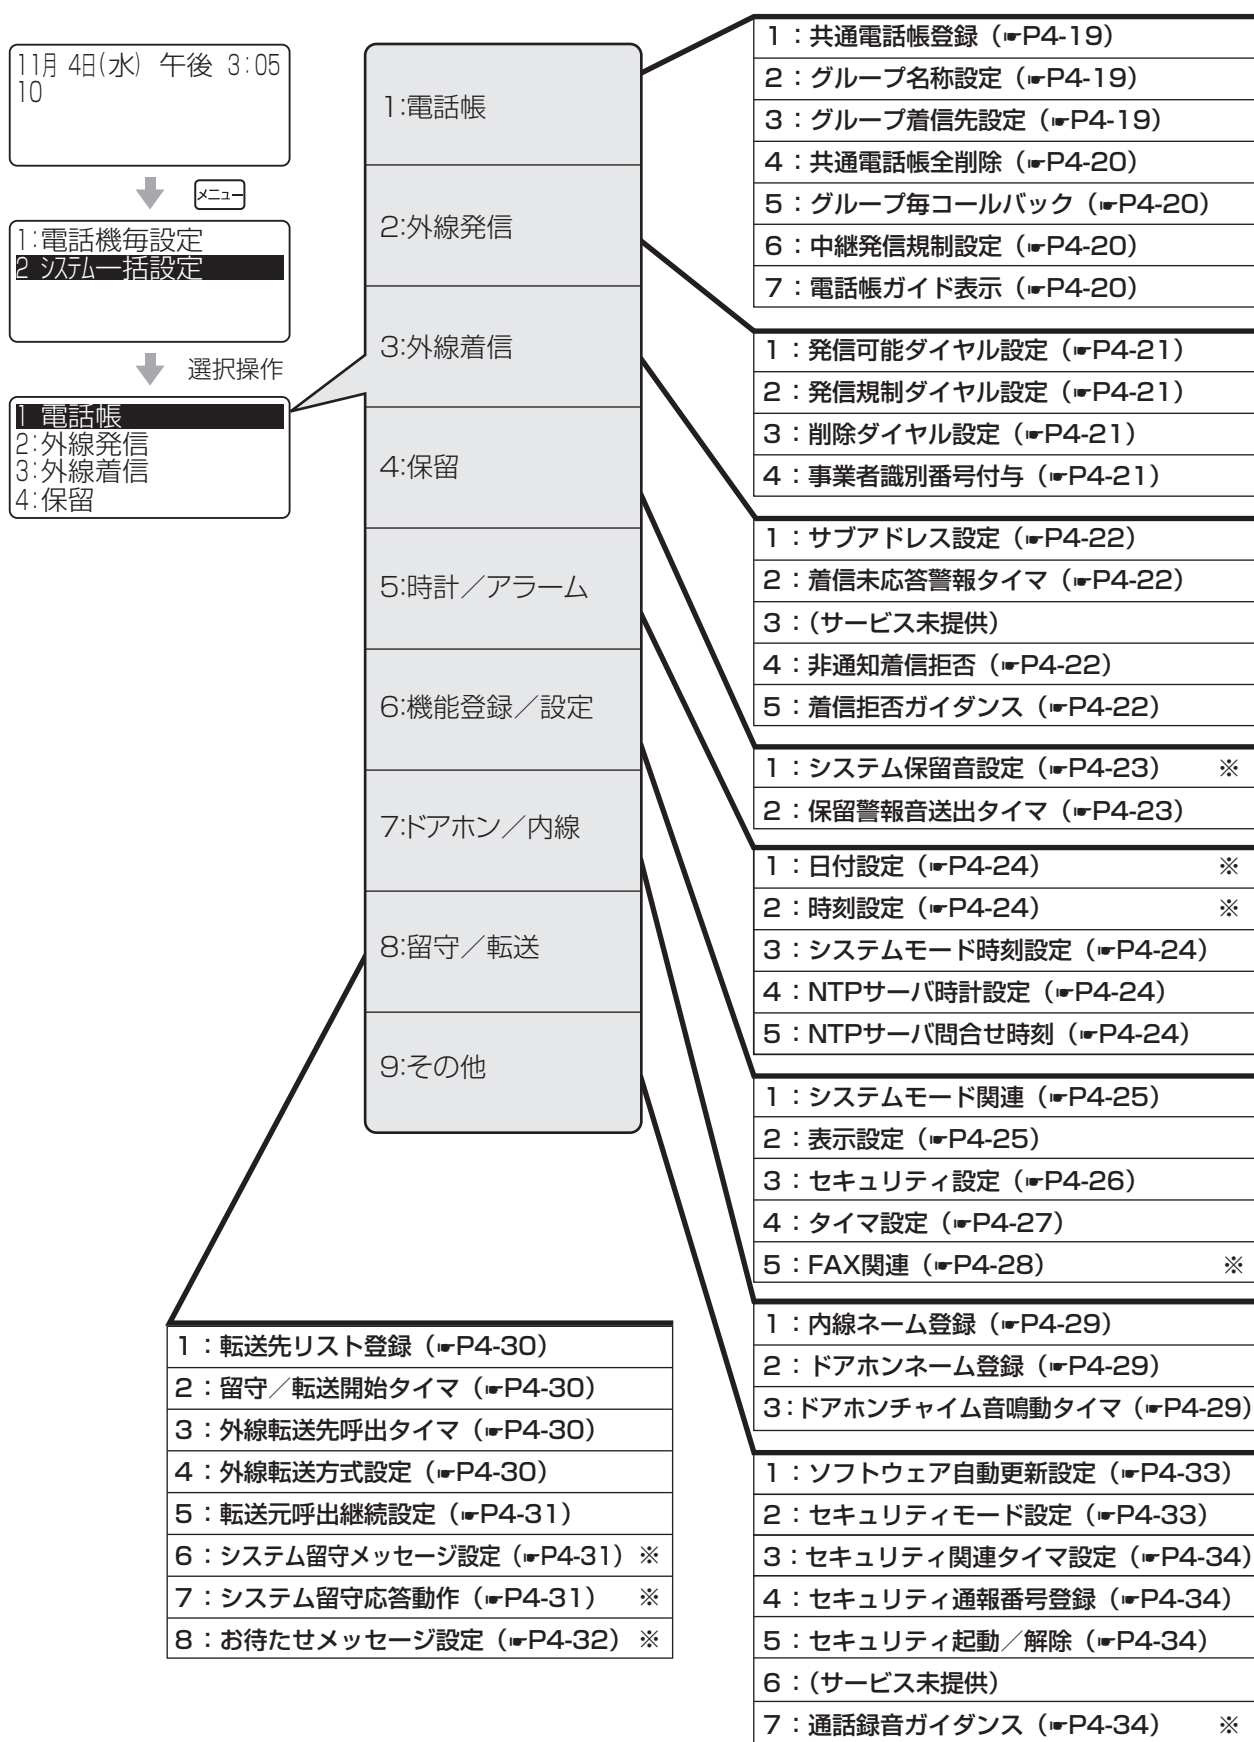 11月 4日(水) 午後 3:05
10
メニュー
1:電話機毎設定
2 システム一括設定
選択操作
1 電話帳
2:外線発信
3:外線着信
4:保留
1:電話帳
2:外線発信
3:外線着信
4:保留
5:時計／アラーム
6:機能登録／設定
7:ドアホン／内線
8:留守／転送
9:その他
1：共通電話帳登録（☛P4-19）
2：グループ名称設定（☛P4-19）
3：グループ着信先設定（☛P4-19）
4：共通電話帳全削除（☛P4-20）
5：グループ毎コールバック（☛P4-20）
6：中継発信規制設定（☛P4-20）
7：電話帳ガイド表示（☛P4-20）
1：発信可能ダイヤル設定（☛P4-21）
2：発信規制ダイヤル設定（☛P4-21）
3：削除ダイヤル設定（☛P4-21）
4：事業者識別番号付与（☛P4-21）
1：サブアドレス設定（☛P4-22）
2：着信未応答警報タイマ（☛P4-22）
3：（サービス未提供）
4：非通知着信拒否（☛P4-22）
5：着信拒否ガイダンス（☛P4-22）
1：システム保留音設定（☛P4-23） ※
2：保留警報音送出タイマ（☛P4-23）
1：日付設定（☛P4-24） ※
2：時刻設定（☛P4-24） ※
3：システムモード時刻設定（☛P4-24）
4：NTPサーバ時計設定（☛P4-24）
5：NTPサーバ問合せ時刻（☛P4-24）
1：システムモード関連（☛P4-25）
2：表示設定（☛P4-25）
3：セキュリティ設定（☛P4-26）
4：タイマ設定（☛P4-27）
5：FAX関連（☛P4-28） ※
1：内線ネーム登録（☛P4-29）
2：ドアホンネーム登録（☛P4-29）
3：ドアホンチャイム音鳴動タイマ（☛P4-29）
1：転送先リスト登録（☛P4-30）
2：留守／転送開始タイマ（☛P4-30）
3：外線転送先呼出タイマ（☛P4-30）
4：外線転送方式設定（☛P4-30）
5：転送元呼出継続設定（☛P4-31）
6：システム留守メッセージ設定（☛P4-31） ※
7：システム留守応答動作（☛P4-31） ※
8：お待たせメッセージ設定（☛P4-32） ※
1：ソフトウェア自動更新設定（☛P4-33）
2：セキュリティモード設定（☛P4-33）
3：セキュリティ関連タイマ設定（☛P4-34）
4：セキュリティ通報番号登録（☛P4-34）
5：セキュリティ起動／解除（☛P4-34）
6：（サービス未提供）
7：通話録音ガイダンス（☛P4-34） ※